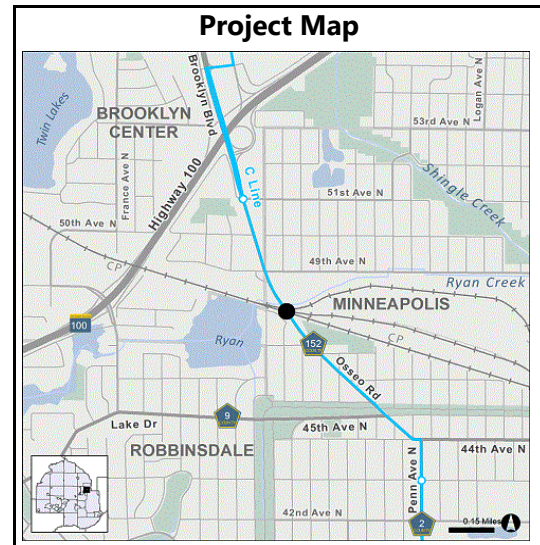 Project Map
Logan Ave N
Brooklyn Blvd
BROOKLYN
CENTER
53rd Ave N
Twin Lakes
France Ave N
Highway 100
Shingle Creek
C Line
51st Ave N
50th Ave N
49th Ave N
CP
Ryan Creek
MINNEAPOLIS
100
Ryan
152
CP
Osseo Rd
9
Lake Dr
45th Ave N
ROBBINSDALE
44th Ave N
Penn Ave N
42nd Ave N
2
0.15 Miles
N